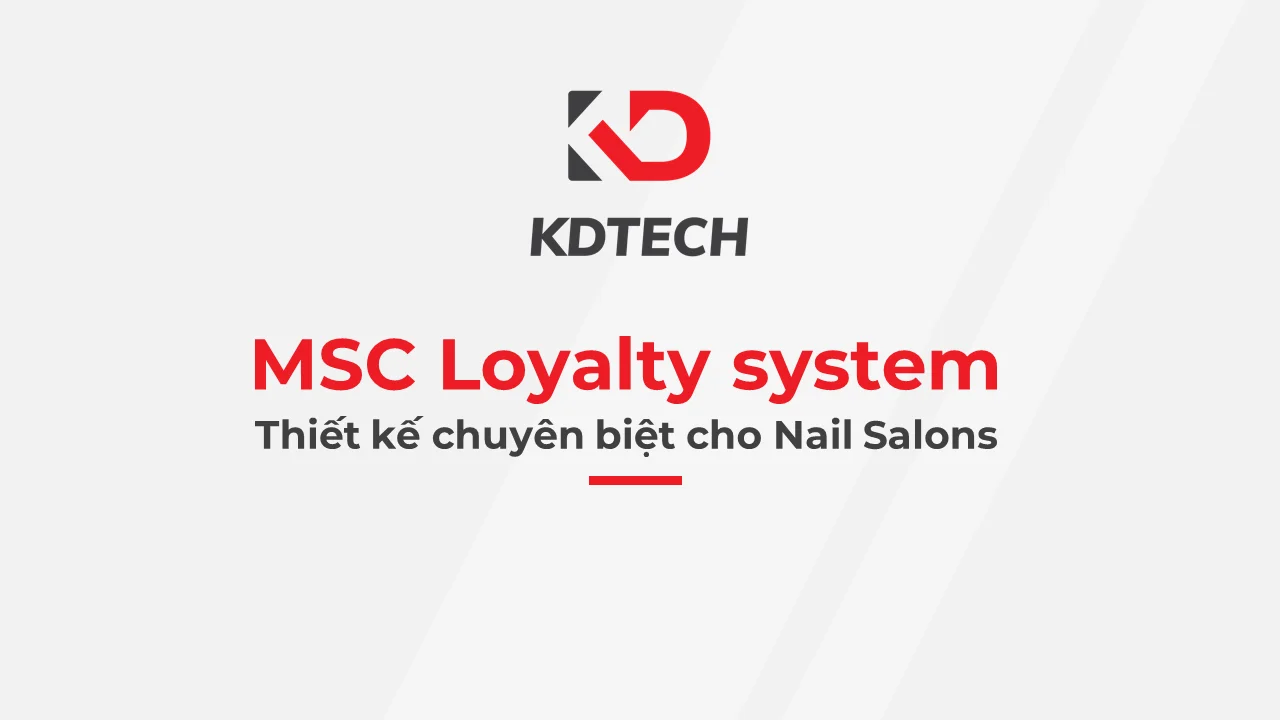 KDTECH
MSC Loyalty system
Thiết kế chuyên biệt cho Nail Salons